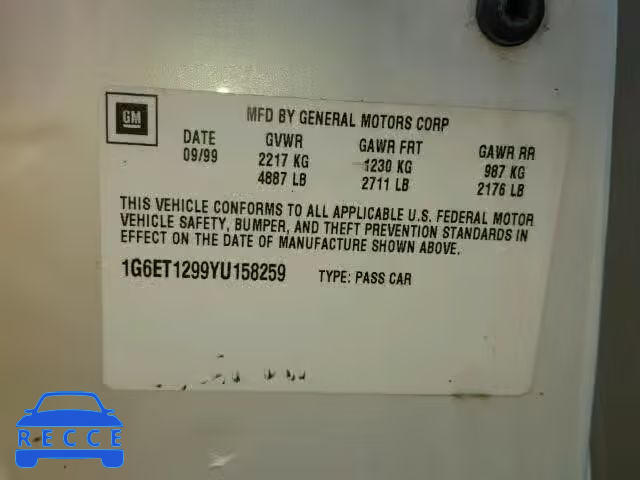 GM
MFD BY GENERAL MOTORS CORP
DATE GVWR GAWR FRT GAWR RR
09/99 2217 KG 1230 KG 987 KG
4887 LB 2711 LB 2176 LB
THIS VEHICLE CONFORMS TO ALL APPLICABLE U.S. FEDERAL MOTOR
VEHICLE SAFETY, BUMPER, AND THEFT PREVENTION STANDARDS IN
EFFECT ON THE DATE OF MANUFACTURE SHOWN ABOVE.
1G6ET1299YU158259 TYPE: PASS CAR
RECCE